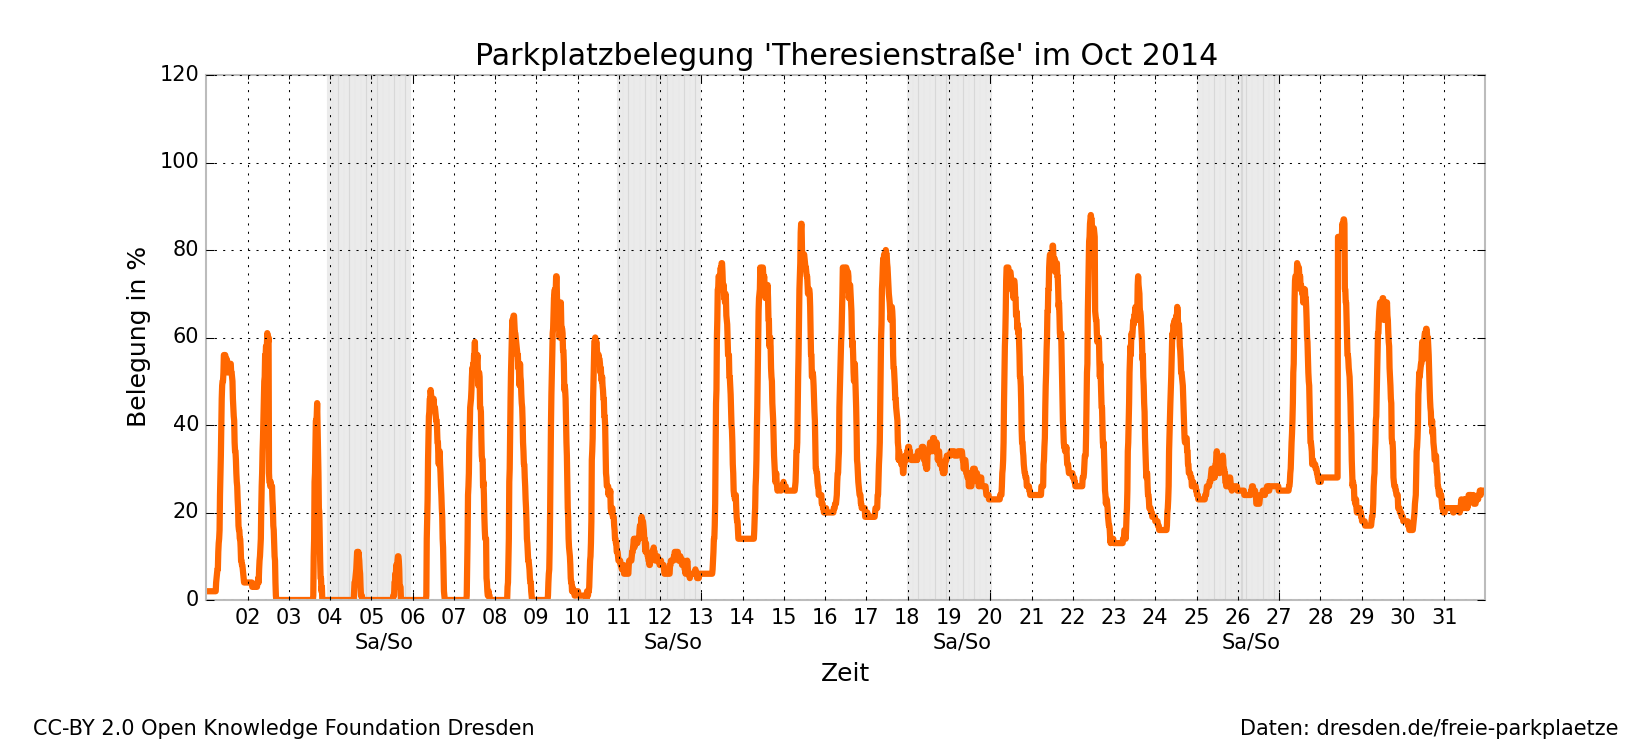 Parkplatzbelegung 'Theresienstraße' im Oct 2014
120
100
80
60
40
20
0
Belegung in %
02 03 04 05 06 07 08 09 10 11 12 13 14 15 16 17 18 19 20 21 22 23 24 25 26 27 28 29 30 31
Sa/So Sa/So Sa/So Sa/So
Zeit
CC-BY 2.0 Open Knowledge Foundation Dresden
Daten: dresden.de/freie-parkplaetze